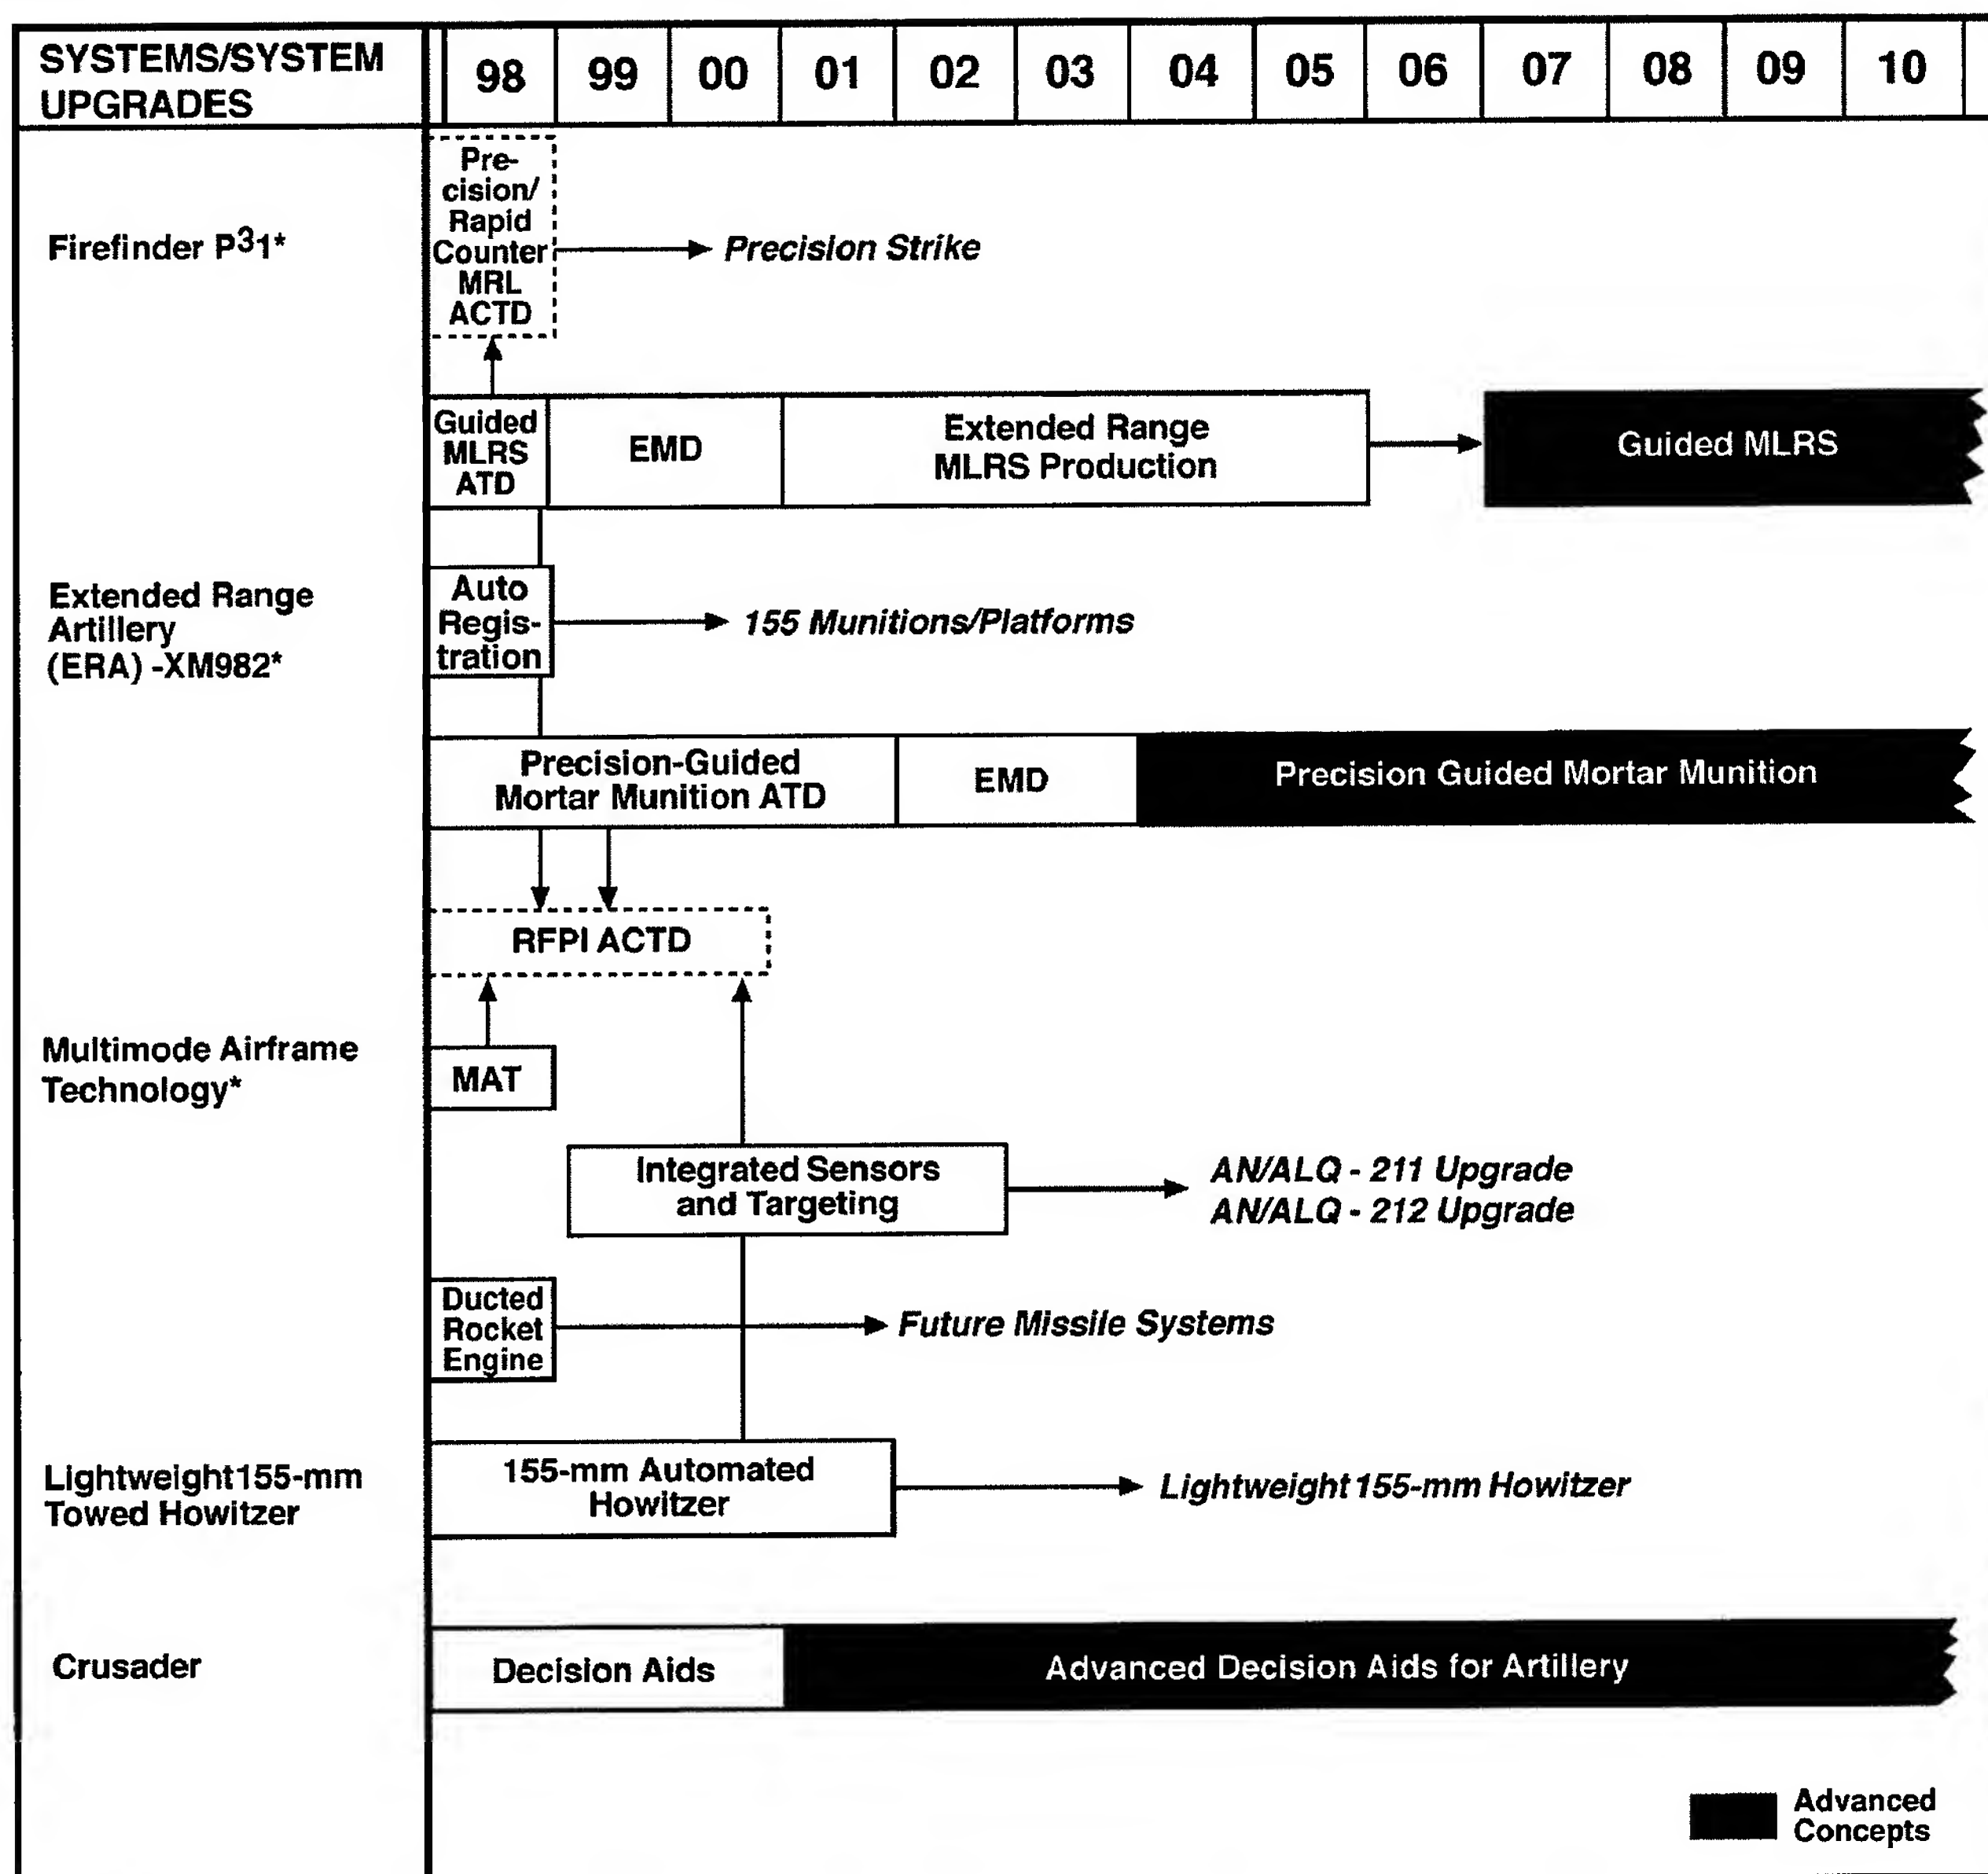 SYSTEMS/SYSTEM
UPGRADES
98 99 00 01 02 03 04 05 06 07 08 09 10
Firefinder P31*
Pre-
cision/
Rapid
Counter
MRL
ACTD
Precision Strike
Guided
MLRS
ATD
EMD
Extended Range
MLRS Production
Guided MLRS
Extended Range
Artillery
(ERA) -XM982*
Auto
Regis-
tration
155 Munitions/Platforms
Precision-Guided
Mortar Munition ATD
EMD
Precision Guided Mortar Munition
RFPI ACTD
Multimode Airframe
Technology*
MAT
Integrated Sensors
and Targeting
AN/ALQ - 211 Upgrade
AN/ALQ - 212 Upgrade
Ducted
Rocket
Engine
Future Missile Systems
Lightweight155-mm
Towed Howitzer
155-mm Automated
Howitzer
Lightweight 155-mm Howitzer
Crusader
Decision Aids
Advanced Decision Aids for Artillery
Advanced
Concepts